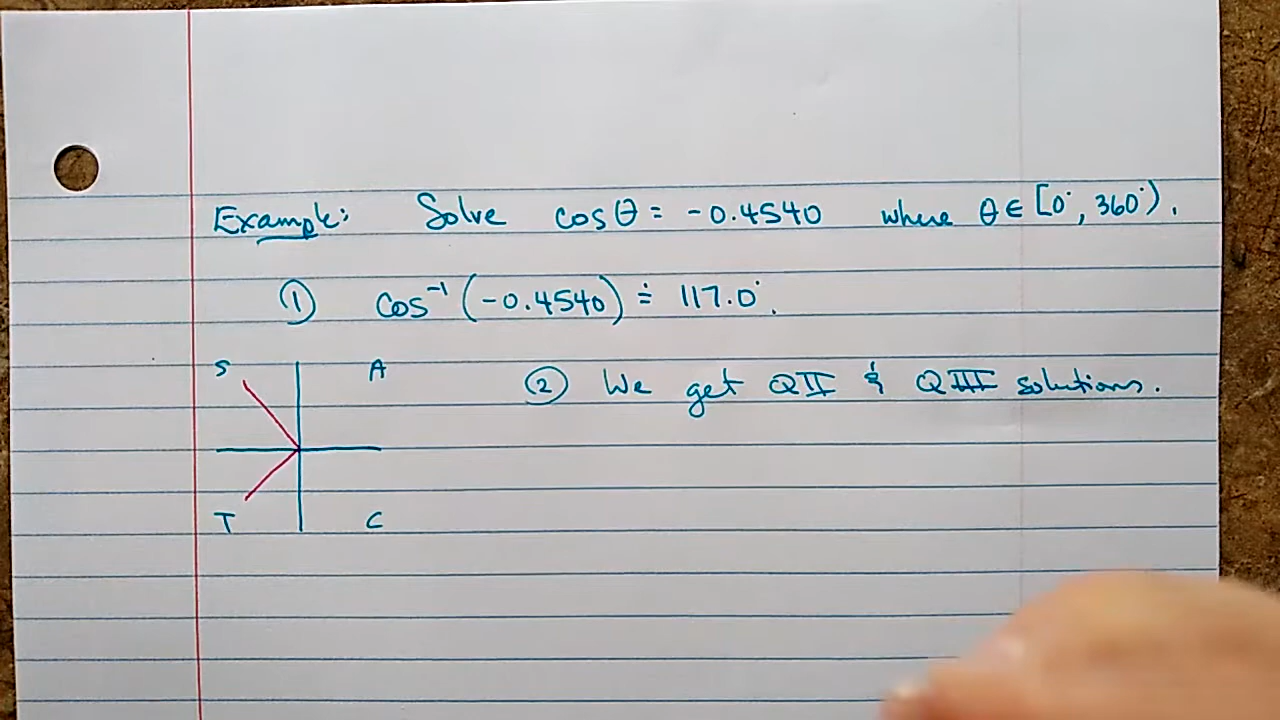 Example: Solve cosθ = -0.4540 where θ ∈ [0°, 360°).
① cos⁻¹(-0.4540) ≐ 117.0°.
S A
② We get QII & QIII solutions.
T C